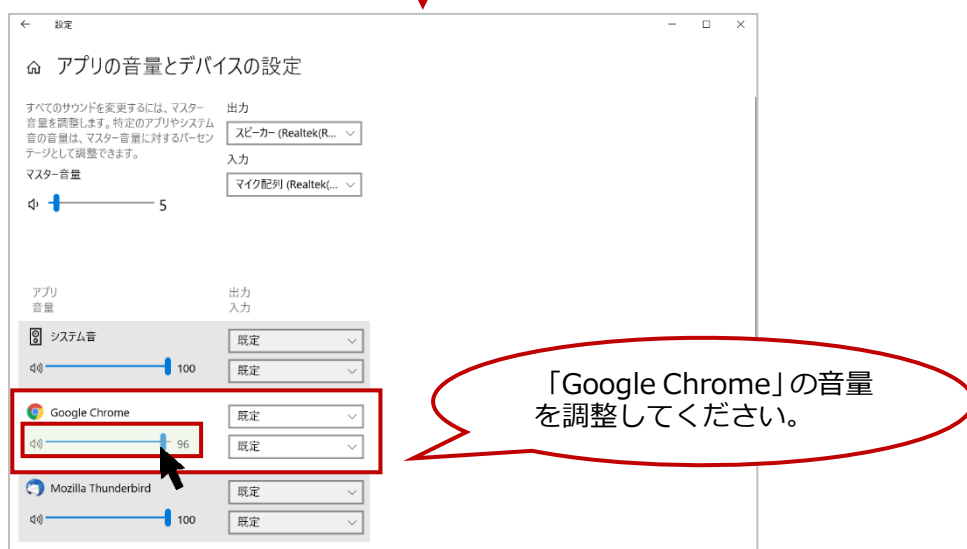 設定
アプリの音量とデバイスの設定
すべてのサウンドを変更するには、マスター
音量を調整します。特定のアプリやシステム
音の音量は、マスター音量に対するパーセン
テージとして調整できます。
マスター音量
5
出力
スピーカー (Realtek(R...
入力
マイク配列 (Realtek(...
アプリ
音量
出力
入力
システム音
100
既定
既定
Google Chrome
96
既定
既定
Mozilla Thunderbird
100
既定
既定
「Google Chrome」の音量
を調整してください。